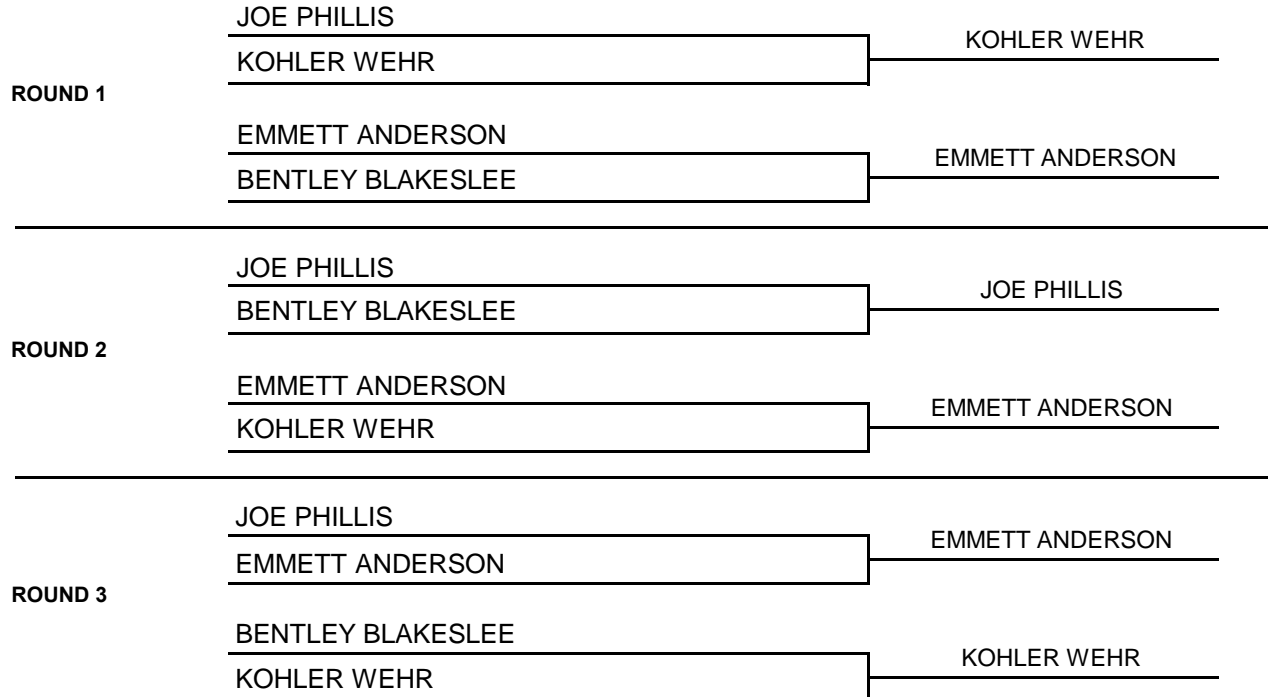 JOE PHILLIS
KOHLER WEHR
KOHLER WEHR
ROUND 1
EMMETT ANDERSON
EMMETT ANDERSON
BENTLEY BLAKESLEE
JOE PHILLIS
JOE PHILLIS
BENTLEY BLAKESLEE
ROUND 2
EMMETT ANDERSON
EMMETT ANDERSON
KOHLER WEHR
JOE PHILLIS
EMMETT ANDERSON
EMMETT ANDERSON
ROUND 3
BENTLEY BLAKESLEE
KOHLER WEHR
KOHLER WEHR